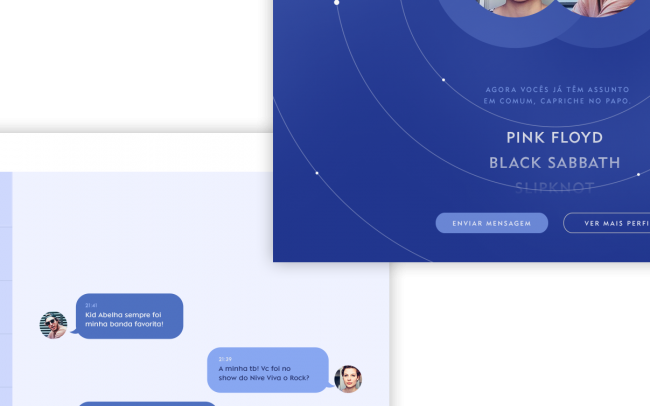 AGORA VOCÊS JÁ TÊM ASSUNTO
EM COMUM, CAPRICHE NO PAPO.
PINK FLOYD
BLACK SABBATH
SLIPKNOT
ENVIAR MENSAGEM
VER MAIS PERFI
21:41
Kid Abelha sempre foi
minha banda favorita!
21:39
A minha tb! Vc foi no
show do Nive Viva o Rock?